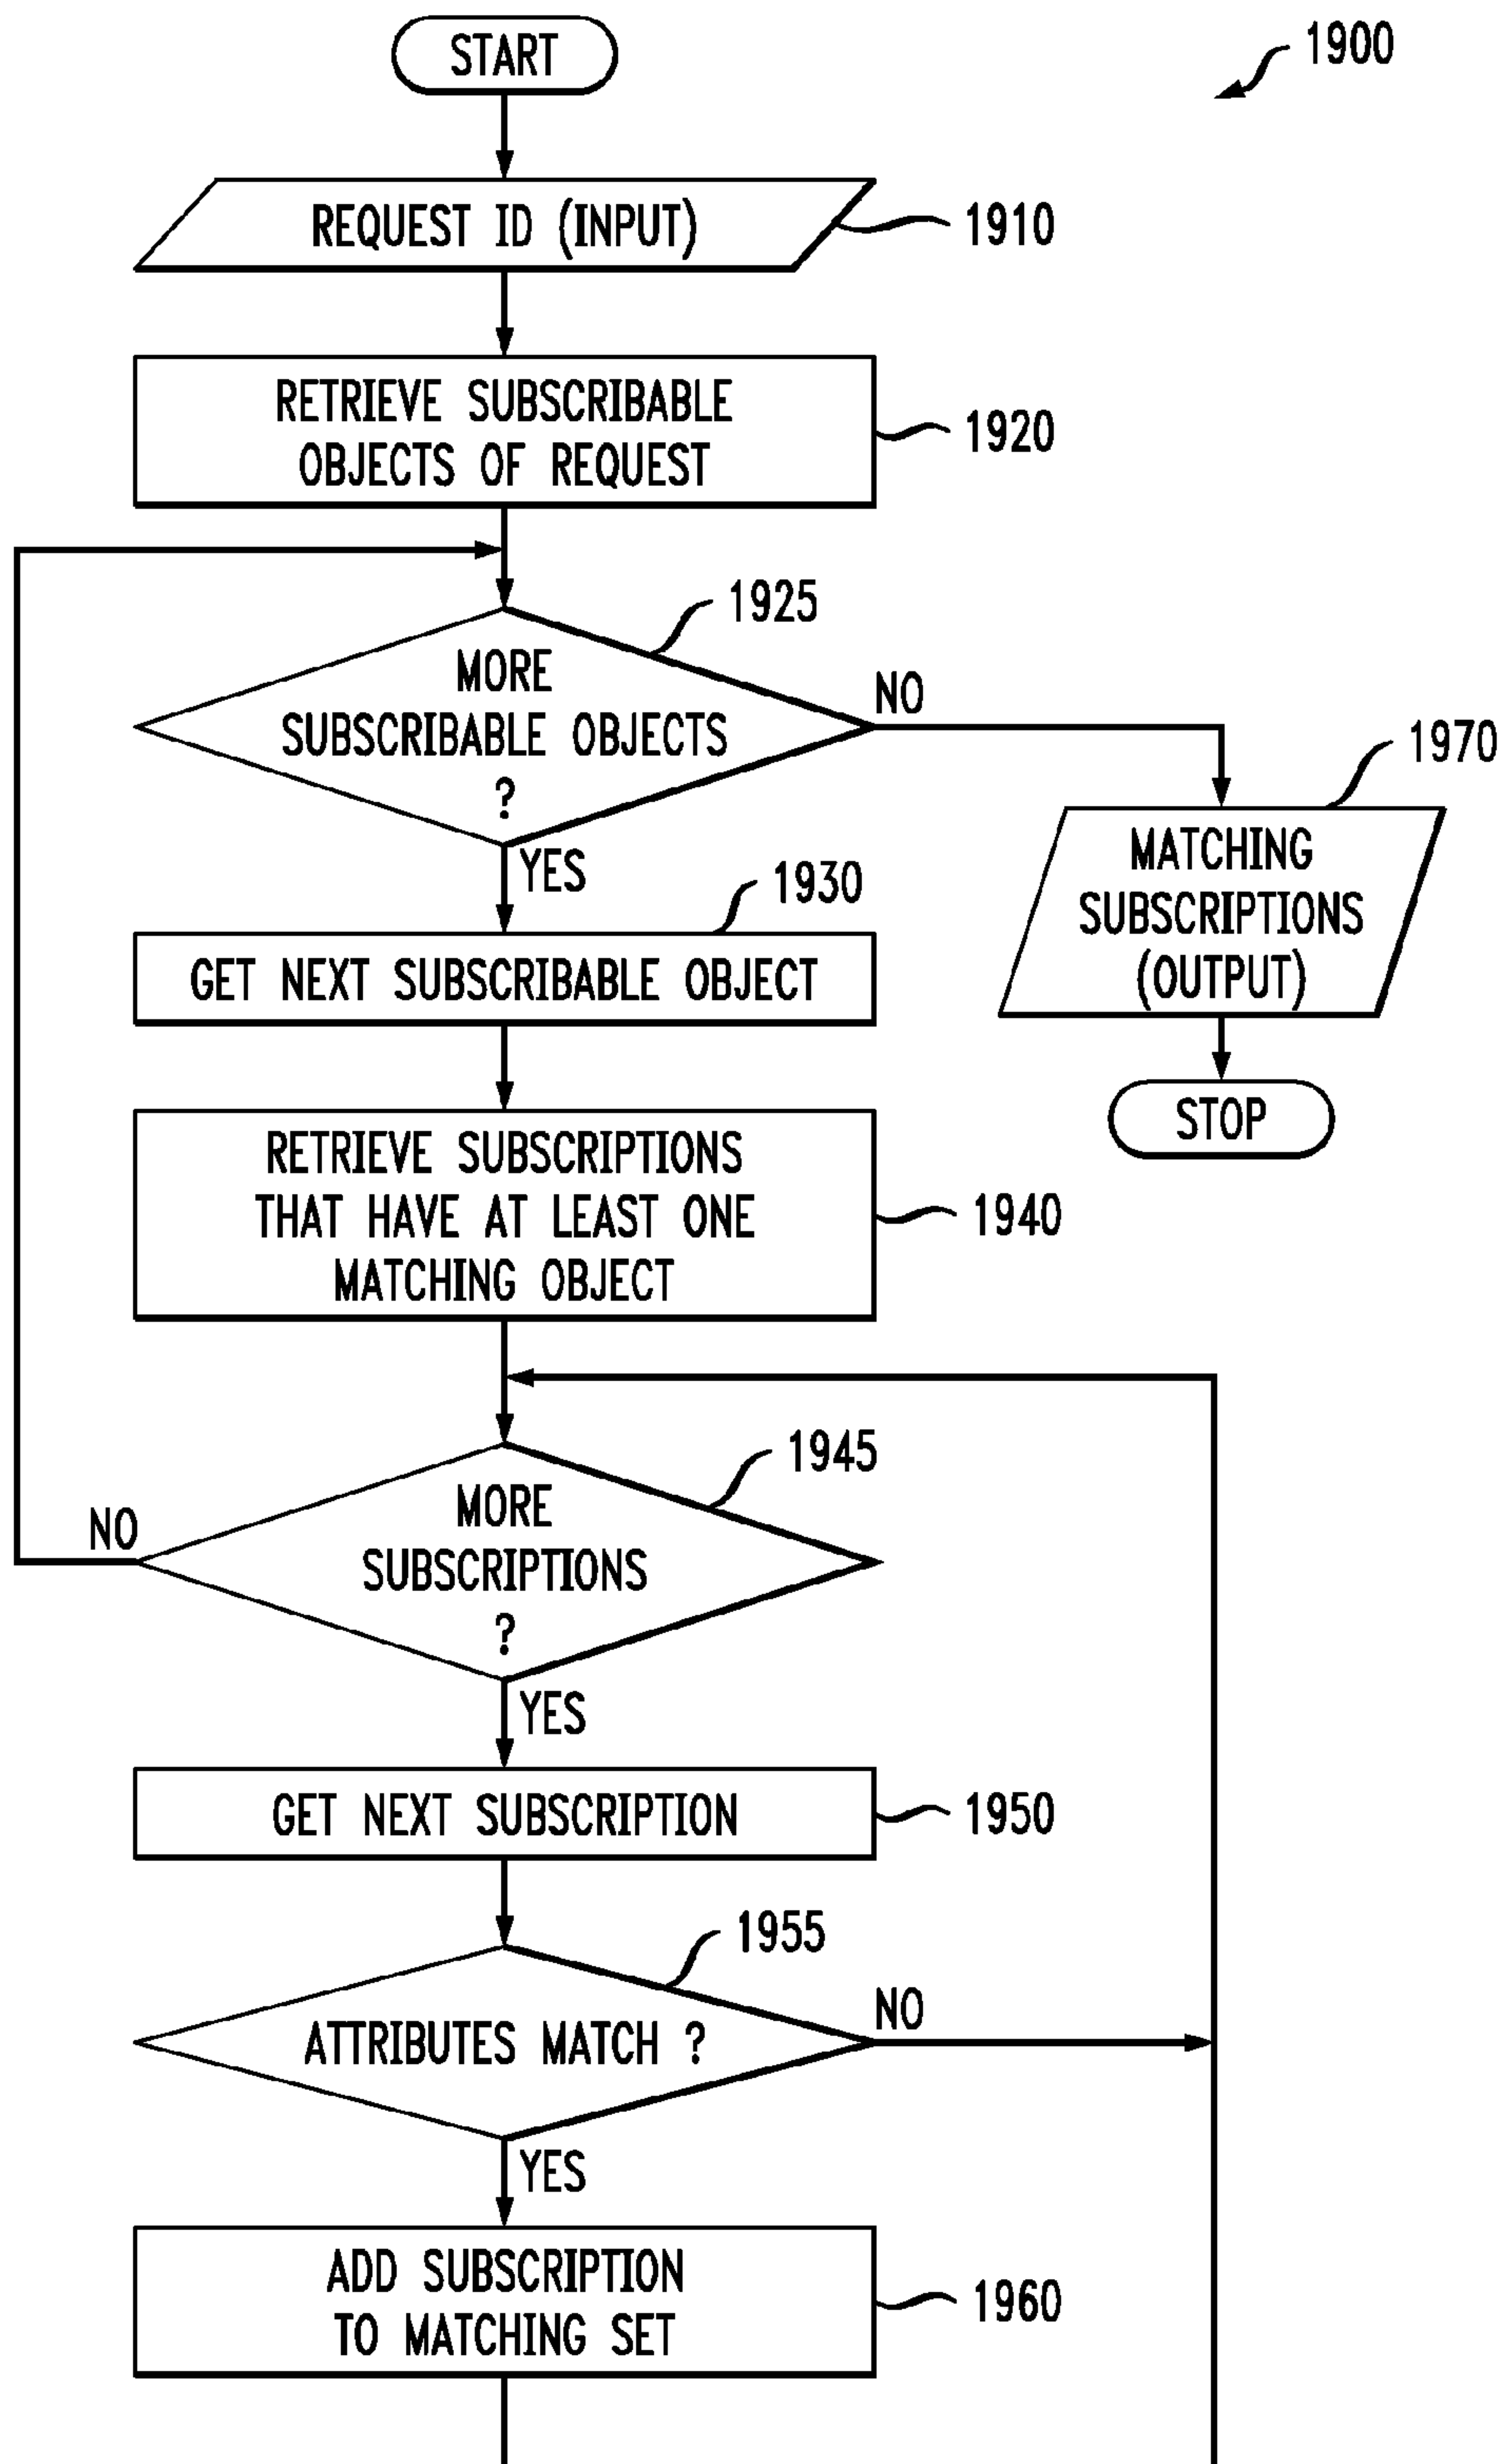 START
1900
REQUEST ID (INPUT)
1910
RETRIEVE SUBSCRIBABLE
OBJECTS OF REQUEST
1920
1925
MORE
SUBSCRIBABLE OBJECTS
?
NO
YES
1970
MATCHING
SUBSCRIPTIONS
(OUTPUT)
STOP
1930
GET NEXT SUBSCRIBABLE OBJECT
RETRIEVE SUBSCRIPTIONS
THAT HAVE AT LEAST ONE
MATCHING OBJECT
1940
1945
MORE
SUBSCRIPTIONS
?
NO
YES
GET NEXT SUBSCRIPTION
1950
1955
ATTRIBUTES MATCH ?
NO
YES
ADD SUBSCRIPTION
TO MATCHING SET
1960